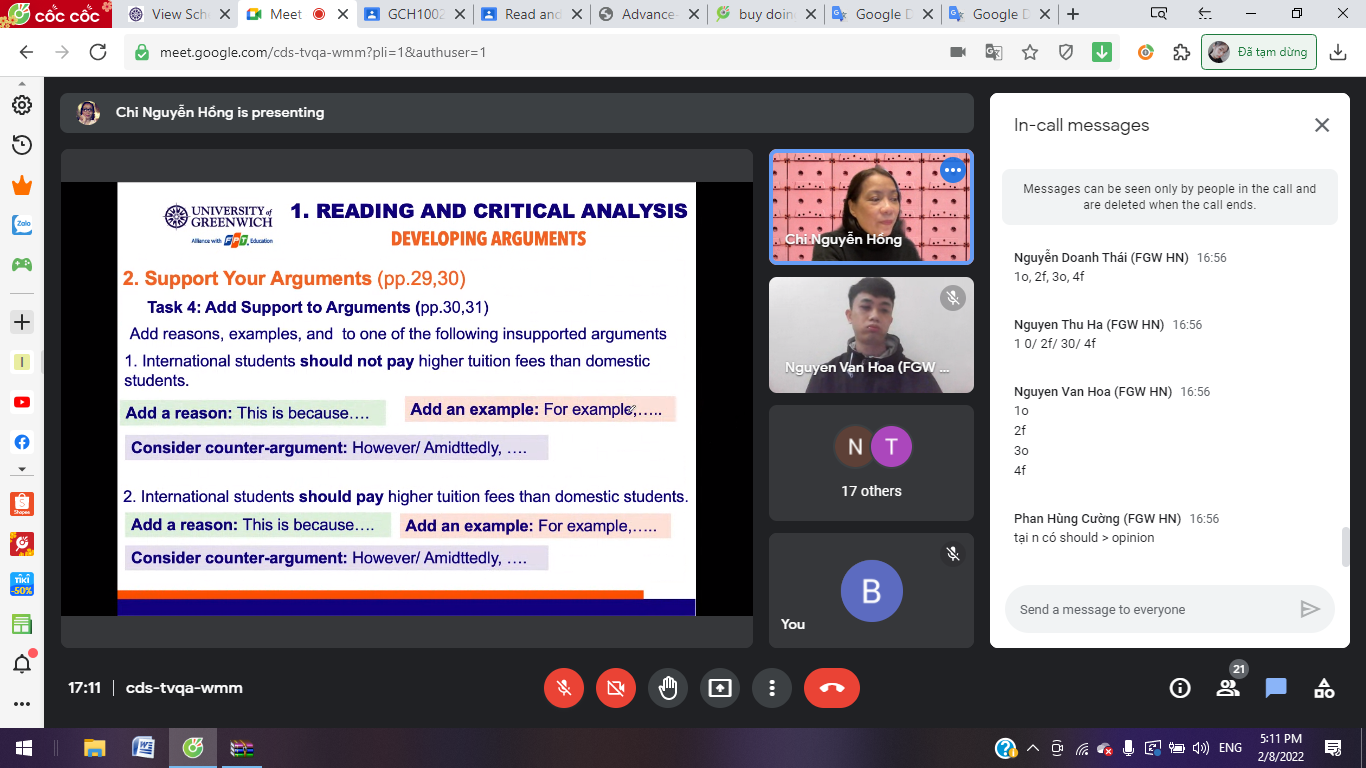 cốc cốc
View Sch
Meet
GCH1002
Read and
Advance-
buy doin
Google D
Google D
meet.google.com/cds-tvqa-wmm?pli=1&authuser=1
Đã tạm dừng
Chi Nguyễn Hồng is presenting
UNIVERSITY of
GREENWICH
Alliance with FPT. Education
1. READING AND CRITICAL ANALYSIS
DEVELOPING ARGUMENTS
2. Support Your Arguments (pp.29,30)
Task 4: Add Support to Arguments (pp.30,31)
Add reasons, examples, and to one of the following insupported arguments
1. International students should not pay higher tuition fees than domestic
students.
Add a reason: This is because….
Add an example: For example,…..
Consider counter-argument: However/ Amidttedly, ….
2. International students should pay higher tuition fees than domestic students.
Add a reason: This is because….
Add an example: For example,…..
Consider counter-argument: However/ Amidttedly, ….
Chi Nguyễn Hồng
Nguyen Van Hoa (FGW ...
N T
17 others
B
You
In-call messages
Messages can be seen only by people in the call and
are deleted when the call ends.
Nguyễn Doanh Thái (FGW HN) 16:56
1o, 2f, 3o, 4f
Nguyen Thu Ha (FGW HN) 16:56
1 0/ 2f/ 30/ 4f
Nguyen Van Hoa (FGW HN) 16:56
1o
2f
3o
4f
Phan Hùng Cường (FGW HN) 16:56
tại n có should > opinion
Send a message to everyone
17:11 | cds-tvqa-wmm
21
Zalo
I
Shopee
TIKI
-50%
W
ENG
5:11 PM
2/8/2022